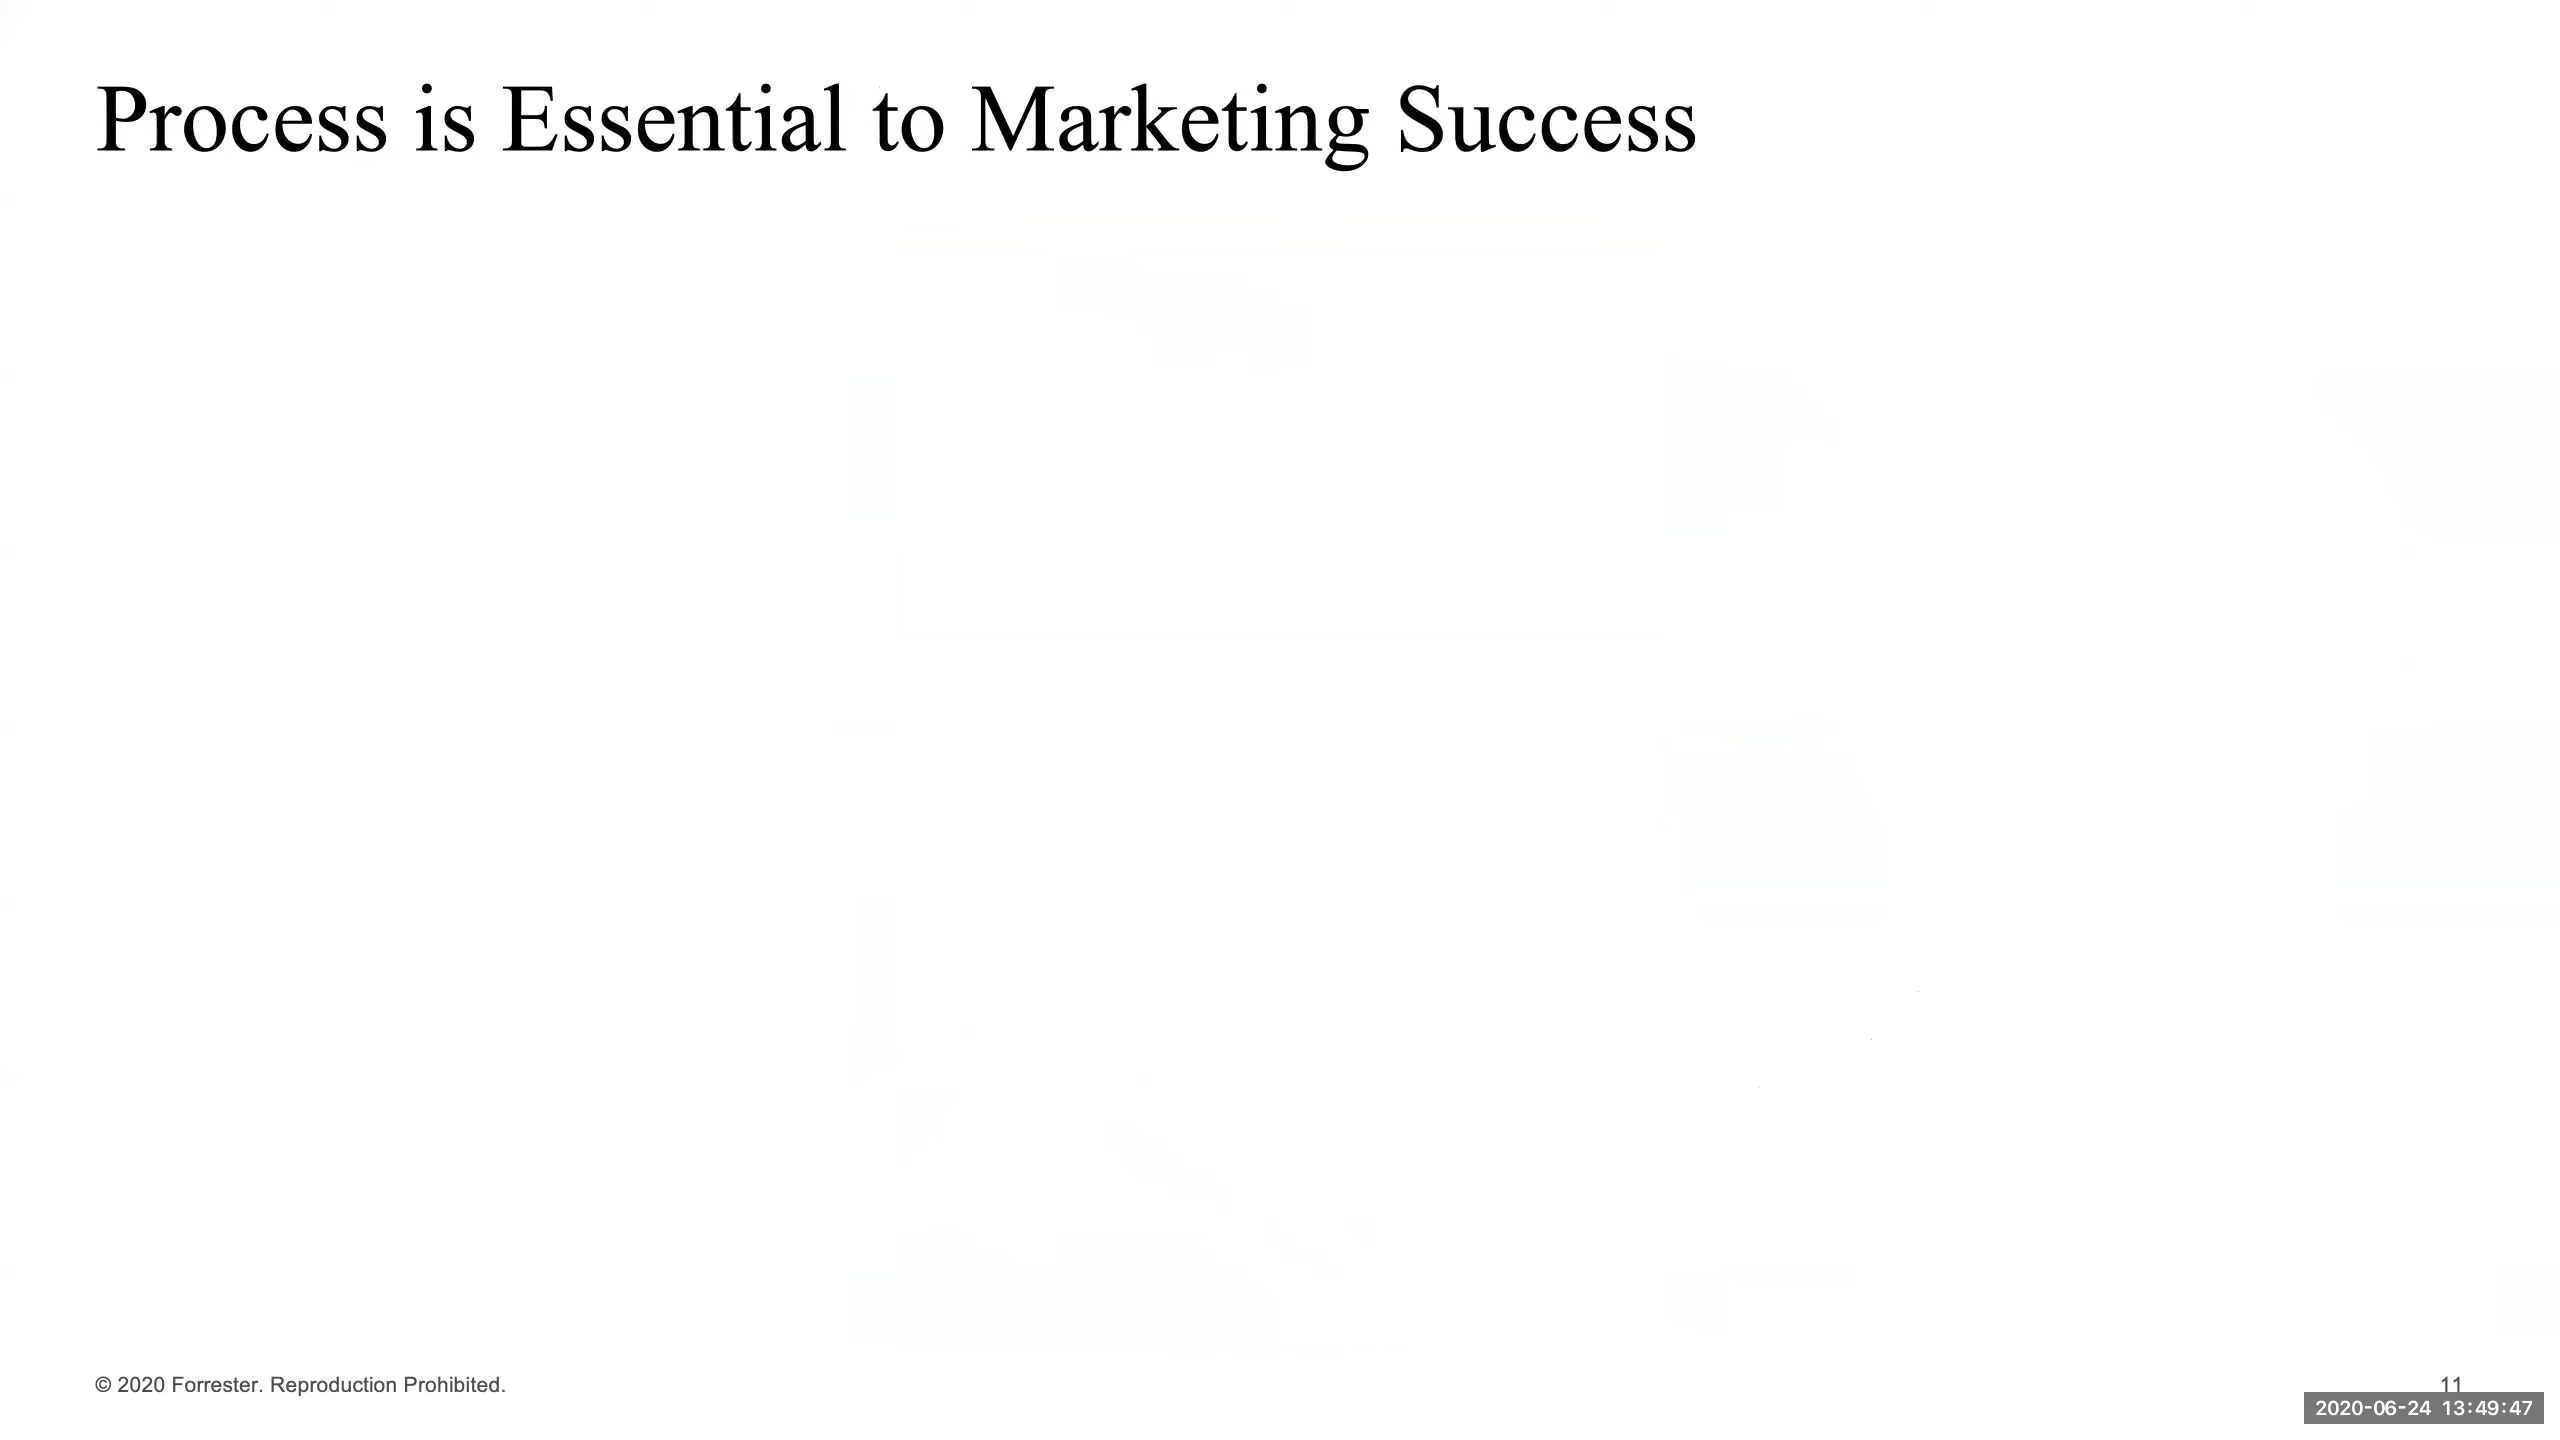 Process is Essential to Marketing Success
© 2020 Forrester. Reproduction Prohibited.
11
2020-06-24 13:49:47